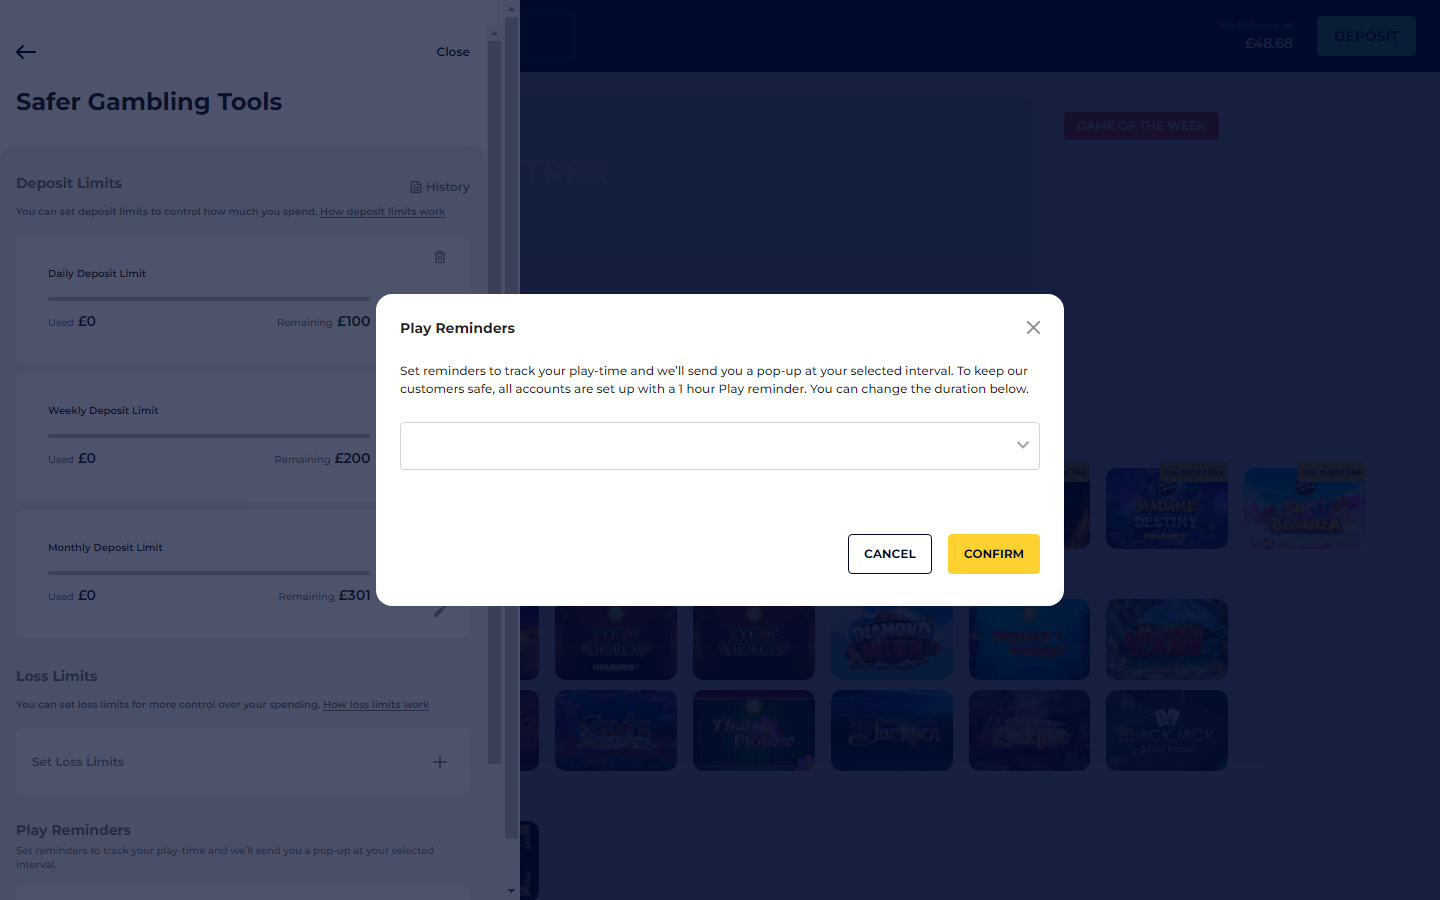 Close
My Balance
£48.68
DEPOSIT
Safer Gambling Tools
GAME OF THE WEEK
TREK
Deposit Limits
History
You can set deposit limits to control how much you spend. How deposit limits work
Daily Deposit Limit
Used £0
Remaining £100
Play Reminders
Set reminders to track your play-time and we'll send you a pop-up at your selected interval. To keep our
customers safe, all accounts are set up with a 1 hour Play reminder. You can change the duration below.
Weekly Deposit Limit
Used £0
Remaining £200
CANCEL
CONFIRM
Monthly Deposit Limit
Used £0
Remaining £301
like
You might like
You might like
MADAME
DESTINY
MEGAWAYS
SWEET
BONANZA
EYE OF
HORUS
MEGAWAYS
EYE OF
HORUS
DIAMOND
MINE
Loss Limits
You can set loss limits for more control over your spending. How loss limits work
Set Loss Limits
Thai
Flower
Jackpot
BLACKJACK
Play Reminders
Set reminders to track your play-time and we'll send you a pop-up at your selected
interval.